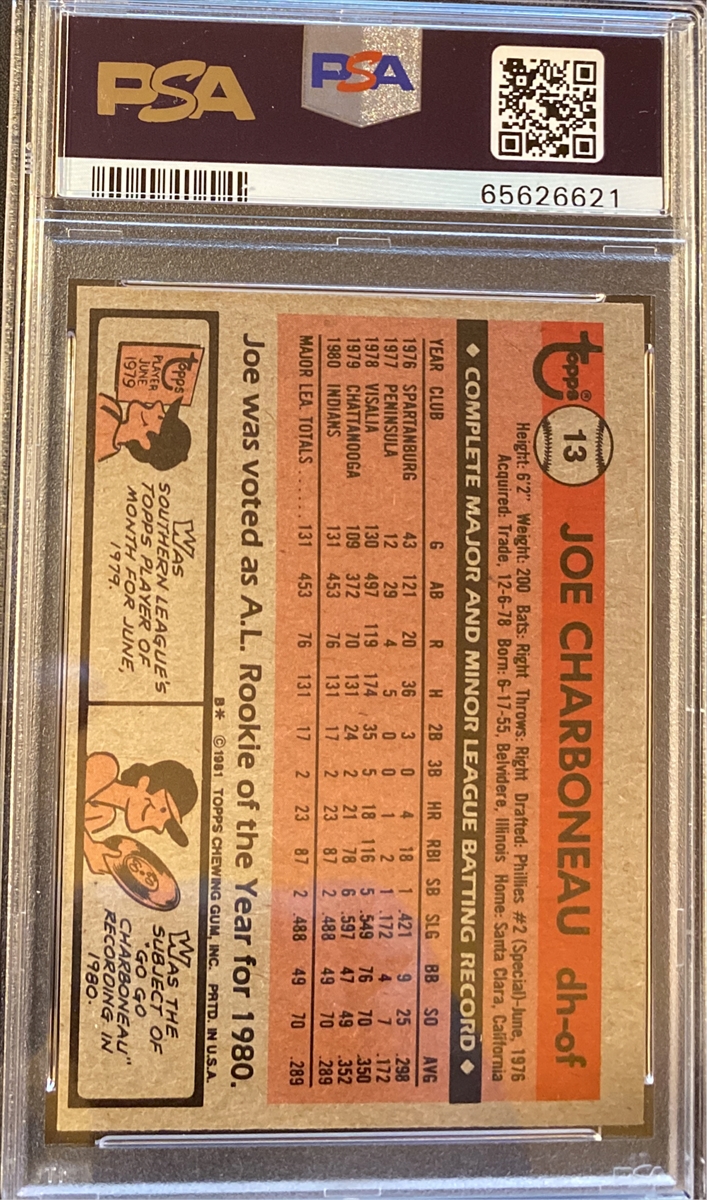 PSA
PSA
65626621
Topps®
13
JOE CHARBONEAU dh-of
Height: 6'2" Weight: 200 Bats: Right Throws: Right Drafted: Phillies #2 (Special)-June, 1976
Acquired: Trade, 12-6-78 Born: 6-17-55, Belvidere, Illinois Home: Santa Clara, California
◆ COMPLETE MAJOR AND MINOR LEAGUE BATTING RECORD ◆
YEAR CLUB G AB R H 2B 3B HR RBI SB SLG BB SO AVG
1976 SPARTANBURG 43 121 20 36 3 0 4 18 1 .421 9 25 .298
1977 PENINSULA 12 29 4 5 0 0 1 2 1 .172 4 7 .172
1978 VISALIA 130 497 119 174 35 5 18 116 5 .549 76 70 .350
1979 CHATTANOOGA 109 372 70 131 24 2 21 78 6 .597 47 49 .352
1980 INDIANS 131 453 76 131 17 2 23 87 2 .488 49 70 .289
MAJOR LEA. TOTALS ...... 131 453 76 131 17 2 23 87 2 .488 49 70 .289
Joe was voted as A.L. Rookie of the Year for 1980.
B* © 1981 TOPPS CHEWING GUM, INC. PRTD. IN U.S.A.
Topps
PLAYER
JUNE
1979
WAS
SOUTHERN LEAGUE'S
TOPPS PLAYER OF
MONTH FOR JUNE,
1979.
WAS THE
SUBJECT OF
"GO GO
CHARBONEAU"
RECORDING IN
1980.
PSA